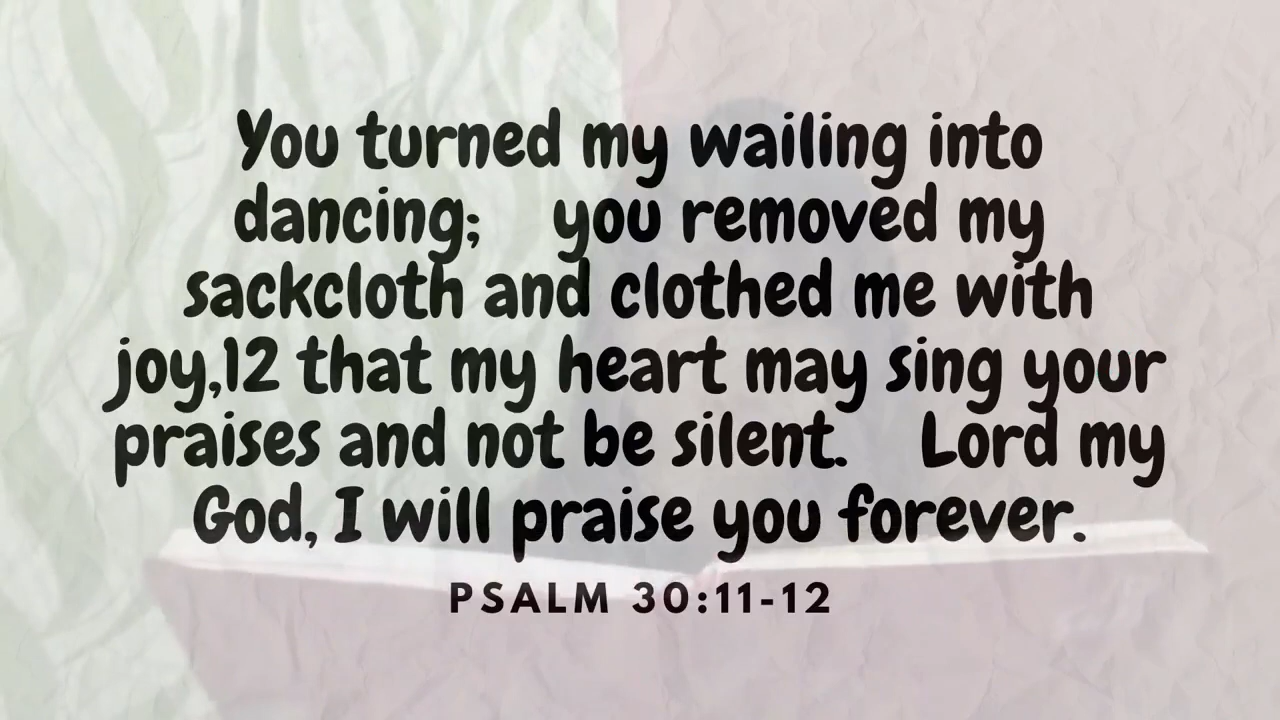 You turned my wailing into
dancing;    you removed my
sackcloth and clothed me with
joy,12 that my heart may sing your
praises and not be silent.    Lord my
God, I will praise you forever.
PSALM 30:11-12